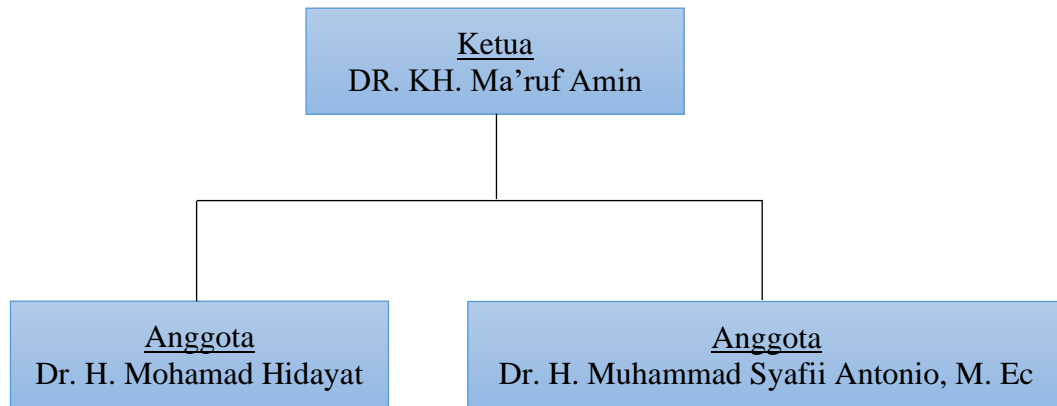 Ketua
DR. KH. Ma’ruf Amin
Anggota
Dr. H. Mohamad Hidayat
Anggota
Dr. H. Muhammad Syafii Antonio, M. Ec